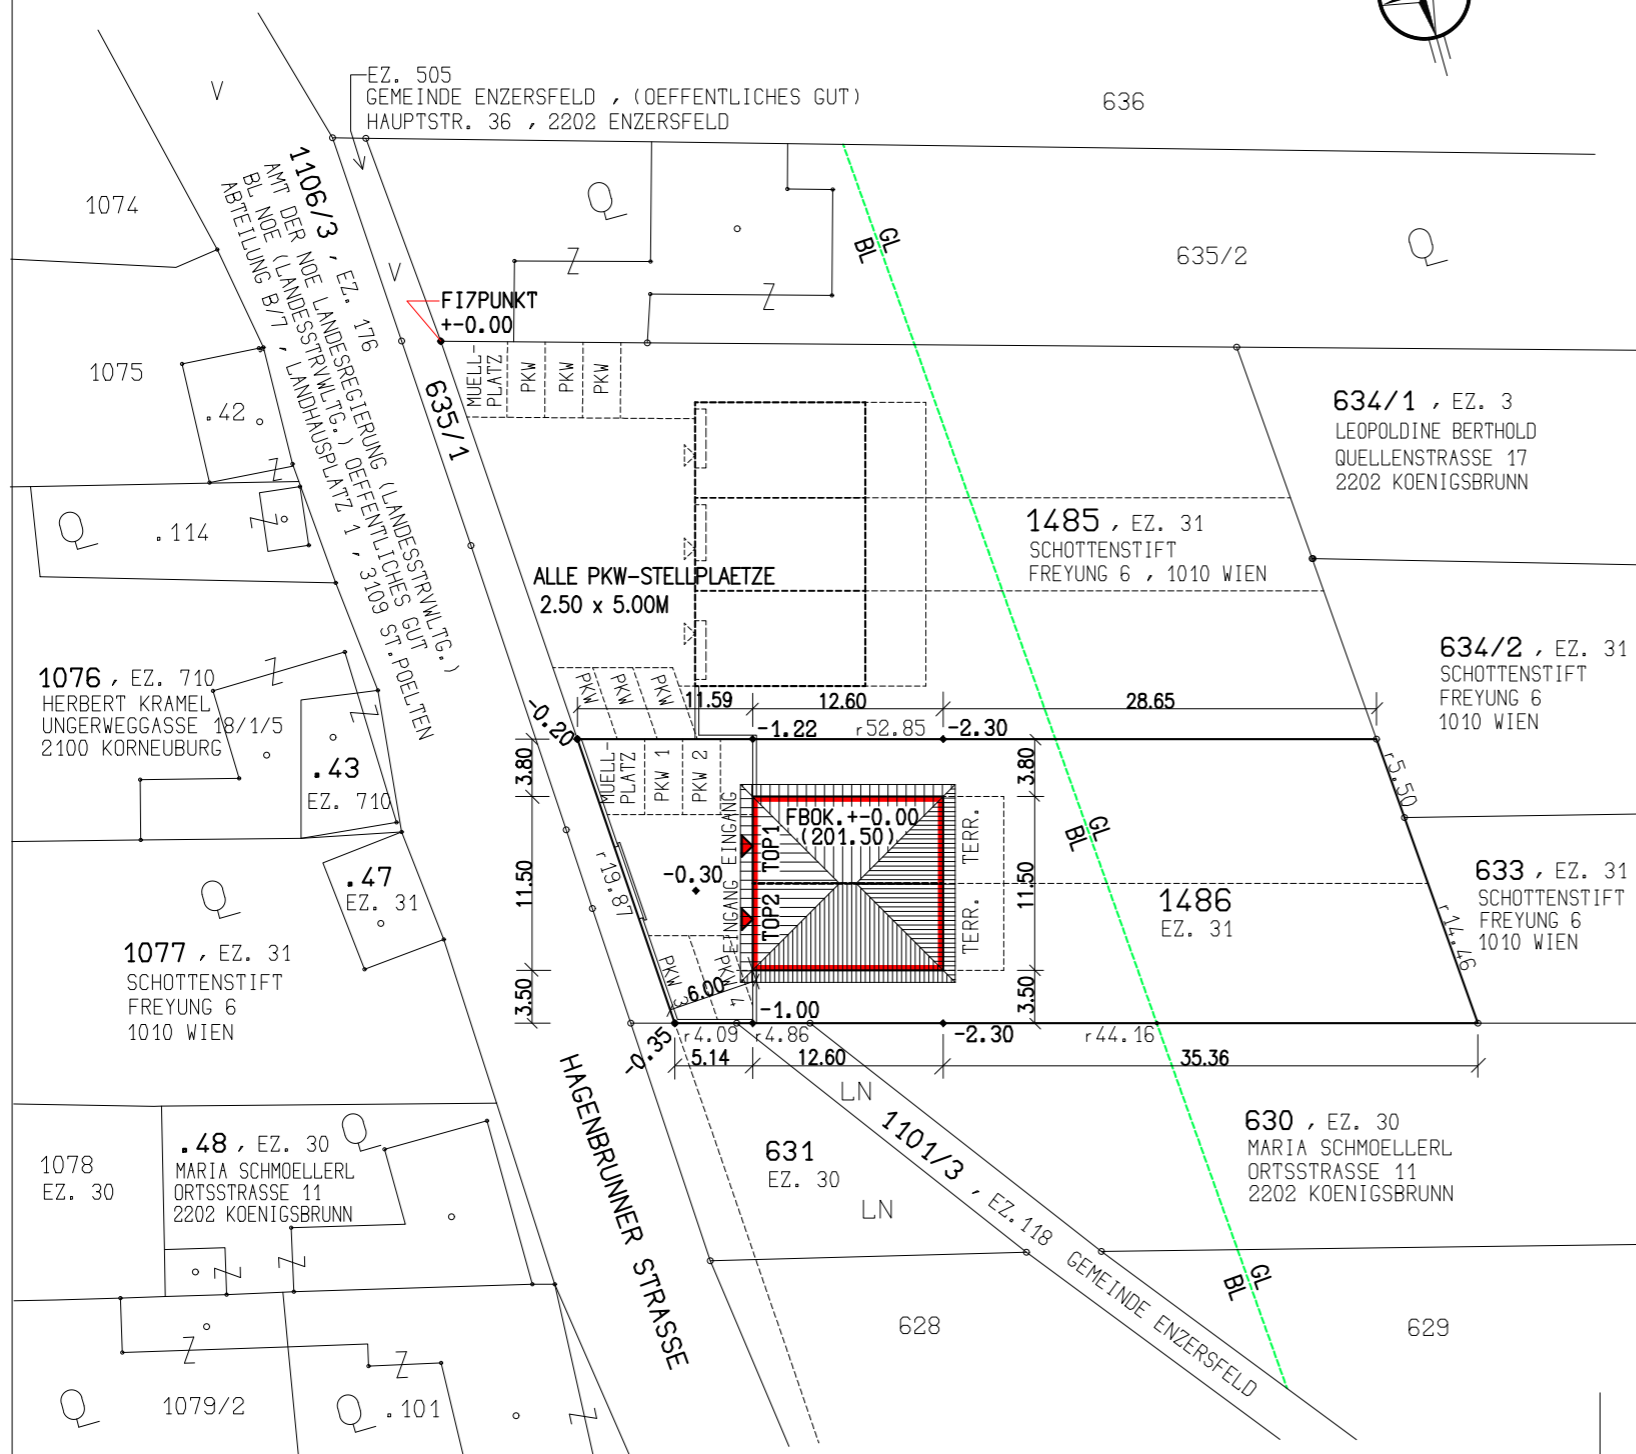 EZ. 505
GEMEINDE ENZERSFELD , (OEFFENTLICHES GUT)
HAUPTSTR. 36 , 2202 ENZERSFELD
636
V
1106/3 , EZ. 176
AMT DER NOE LANDESREGIERUNG (LANDESSTRVWLTG.)
BL NOE (LANDESSTRVWLTG.) OEFFENTLICHES GUT
ABTEILUNG B/7 , LANDHAUSPLATZ 1 , 3109 ST.POELTEN
1074
V
Z
Z
GL
BL
635/2
FI7PUNKT
+-0.00
1075
.42
Z
635/1
MUELL-
PLATZ
PKW
PKW
PKW
634/1 , EZ. 3
LEOPOLDINE BERTHOLD
QUELLENSTRASSE 17
2202 KOENIGSBRUNN
.114
Z
1485 , EZ. 31
SCHOTTENSTIFT
FREYUNG 6 , 1010 WIEN
ALLE PKW-STELLPLAETZE
2.50 x 5.00M
634/2 , EZ. 31
SCHOTTENSTIFT
FREYUNG 6
1010 WIEN
1076 , EZ. 710
HERBERT KRAMEL
UNGERWEGGASSE 18/1/5
2100 KORNEUBURG
Z
Z
.43
EZ. 710
PKW
PKW
PKW
11.59
12.60
28.65
-0.20
-1.22
r52.85
-2.30
r5.50
3.80
11.50
3.50
MUELL-
PLATZ
PKW 1
PKW 2
3.80
11.50
3.50
FBOK.+-0.00
(201.50)
TOP1
TOP2
EINGANG
EINGANG
TERR.
TERR.
GL
BL
-0.30
r19.87
PKW 3
PKW 4
6.00
-1.00
-0.35
r4.09
r4.86
-2.30
r44.16
5.14
12.60
35.36
1486
EZ. 31
633 , EZ. 31
SCHOTTENSTIFT
FREYUNG 6
1010 WIEN
r14.46
.47
EZ. 31
1077 , EZ. 31
SCHOTTENSTIFT
FREYUNG 6
1010 WIEN
HAGENBRUNNER STRASSE
LN
1101/3 , EZ.118 GEMEINDE ENZERSFELD
631
EZ. 30
LN
630 , EZ. 30
MARIA SCHMOELLERL
ORTSSTRASSE 11
2202 KOENIGSBRUNN
GL
BL
1078
EZ. 30
.48 , EZ. 30
MARIA SCHMOELLERL
ORTSSTRASSE 11
2202 KOENIGSBRUNN
Z
Z
628
629
Z
Z
1079/2
.101
Z